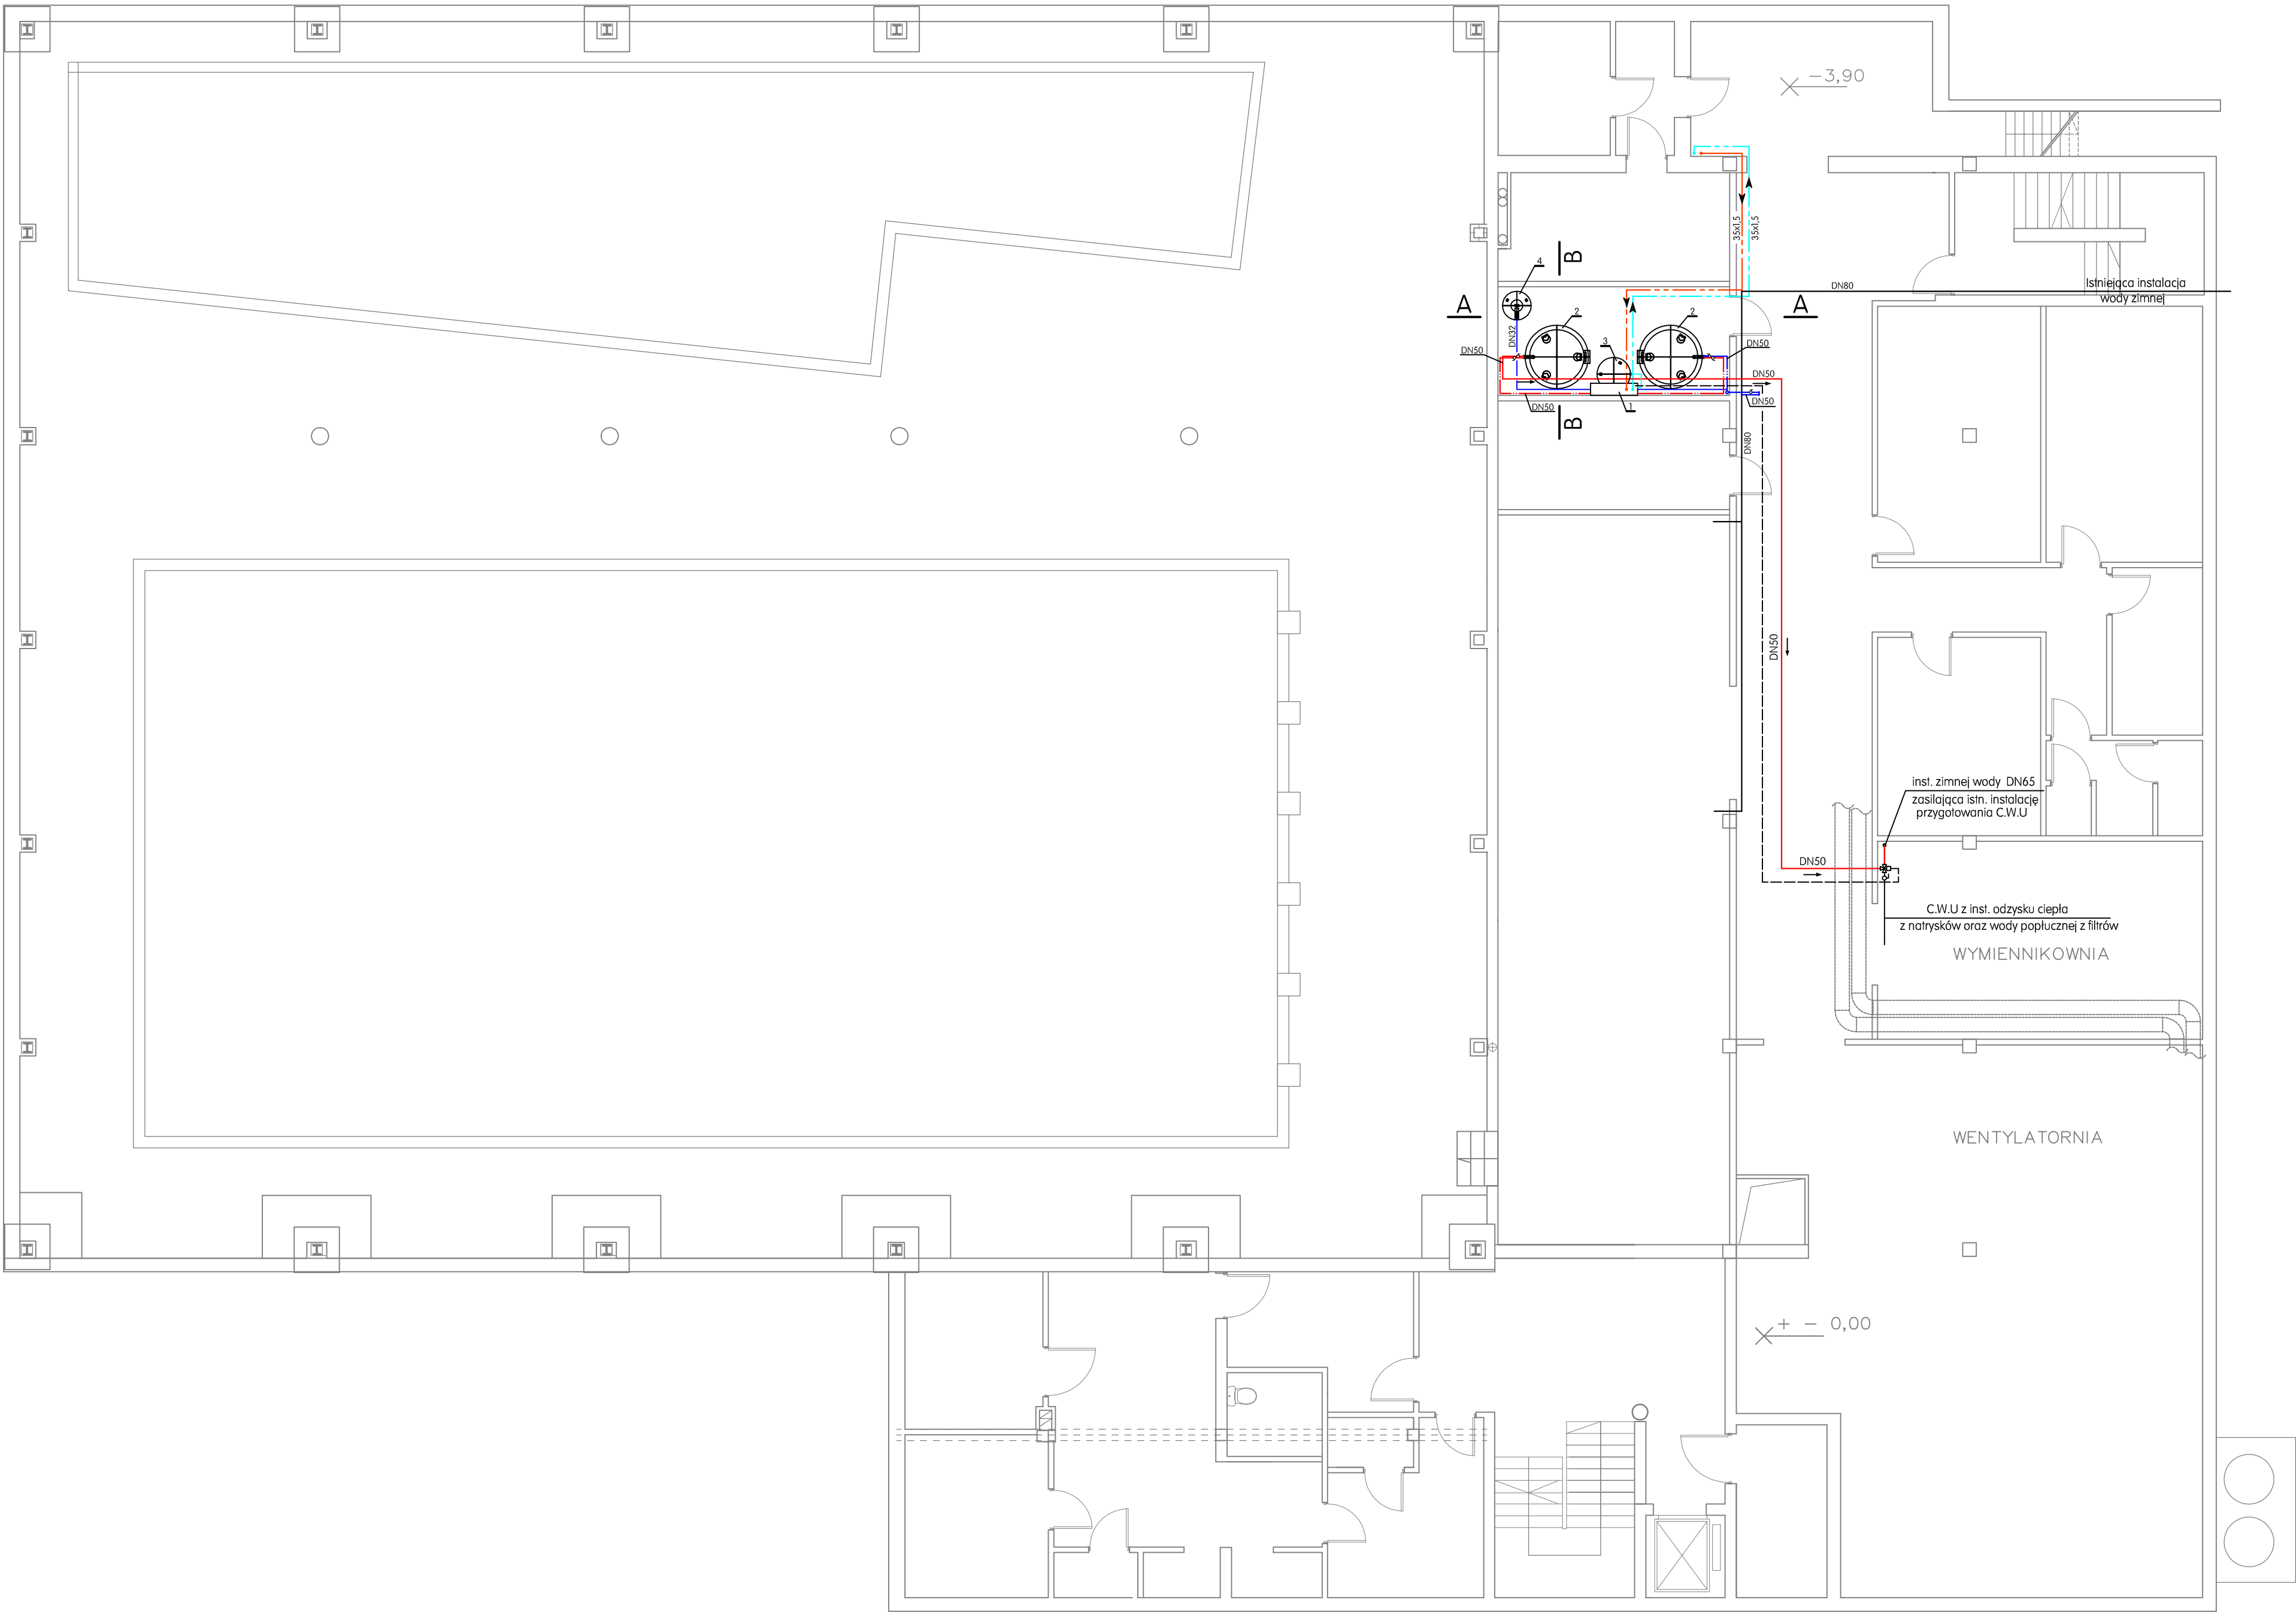 -3,90
35x1,5
35x1,5
DN80
Istniejąca instalacja
wody zimnej
4
B
A
A
2
2
3
DN32
DN50
DN50
DN50
DN50
DN50
1
B
DN80
DN50
inst. zimnej wody DN65
zasilająca istn. instalację
przygotowania C.W.U
DN50
C.W.U z inst. odzysku ciepła
z natrysków oraz wody popłucznej z filtrów
WYMIENNIKOWNIA
WENTYLATORNIA
+ - 0,00